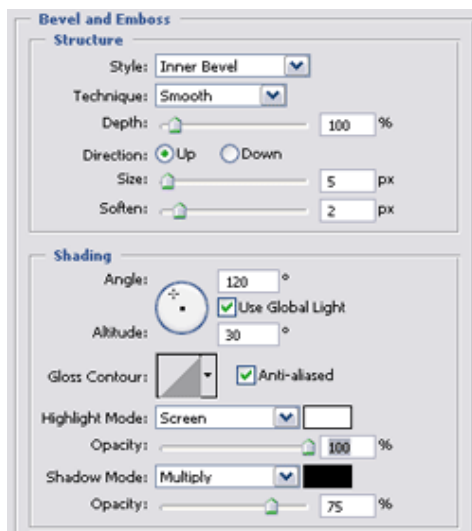 Bevel and Emboss
Structure
Style: Inner Bevel
Technique: Smooth
Depth: 100 %
Direction: Up Down
Size: 5 px
Soften: 2 px
Shading
Angle: 120 °
Use Global Light
Altitude: 30 °
Gloss Contour: Anti-aliased
Highlight Mode: Screen
Opacity: 100 %
Shadow Mode: Multiply
Opacity: 75 %